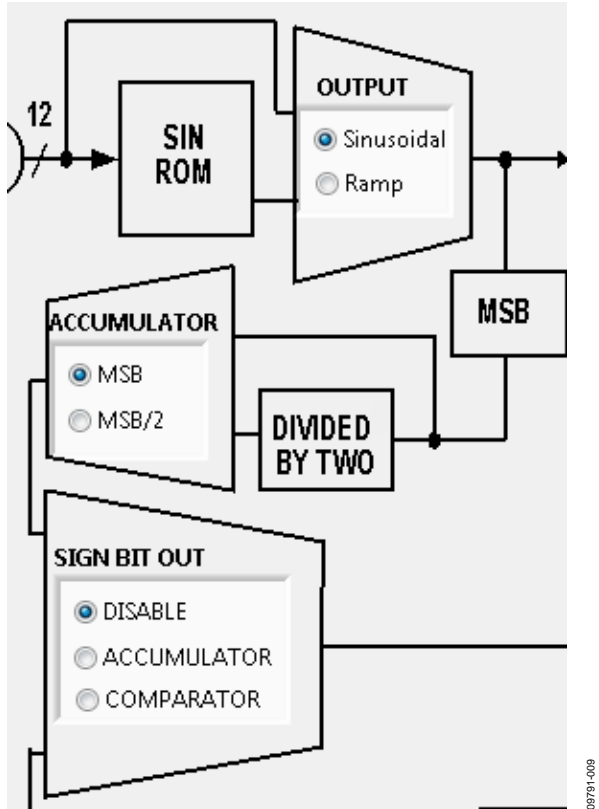 12
SIN
ROM
OUTPUT
Sinusoidal
Ramp
MSB
ACCUMULATOR
MSB
MSB/2
DIVIDED
BY TWO
SIGN BIT OUT
DISABLE
ACCUMULATOR
COMPARATOR
09791-009